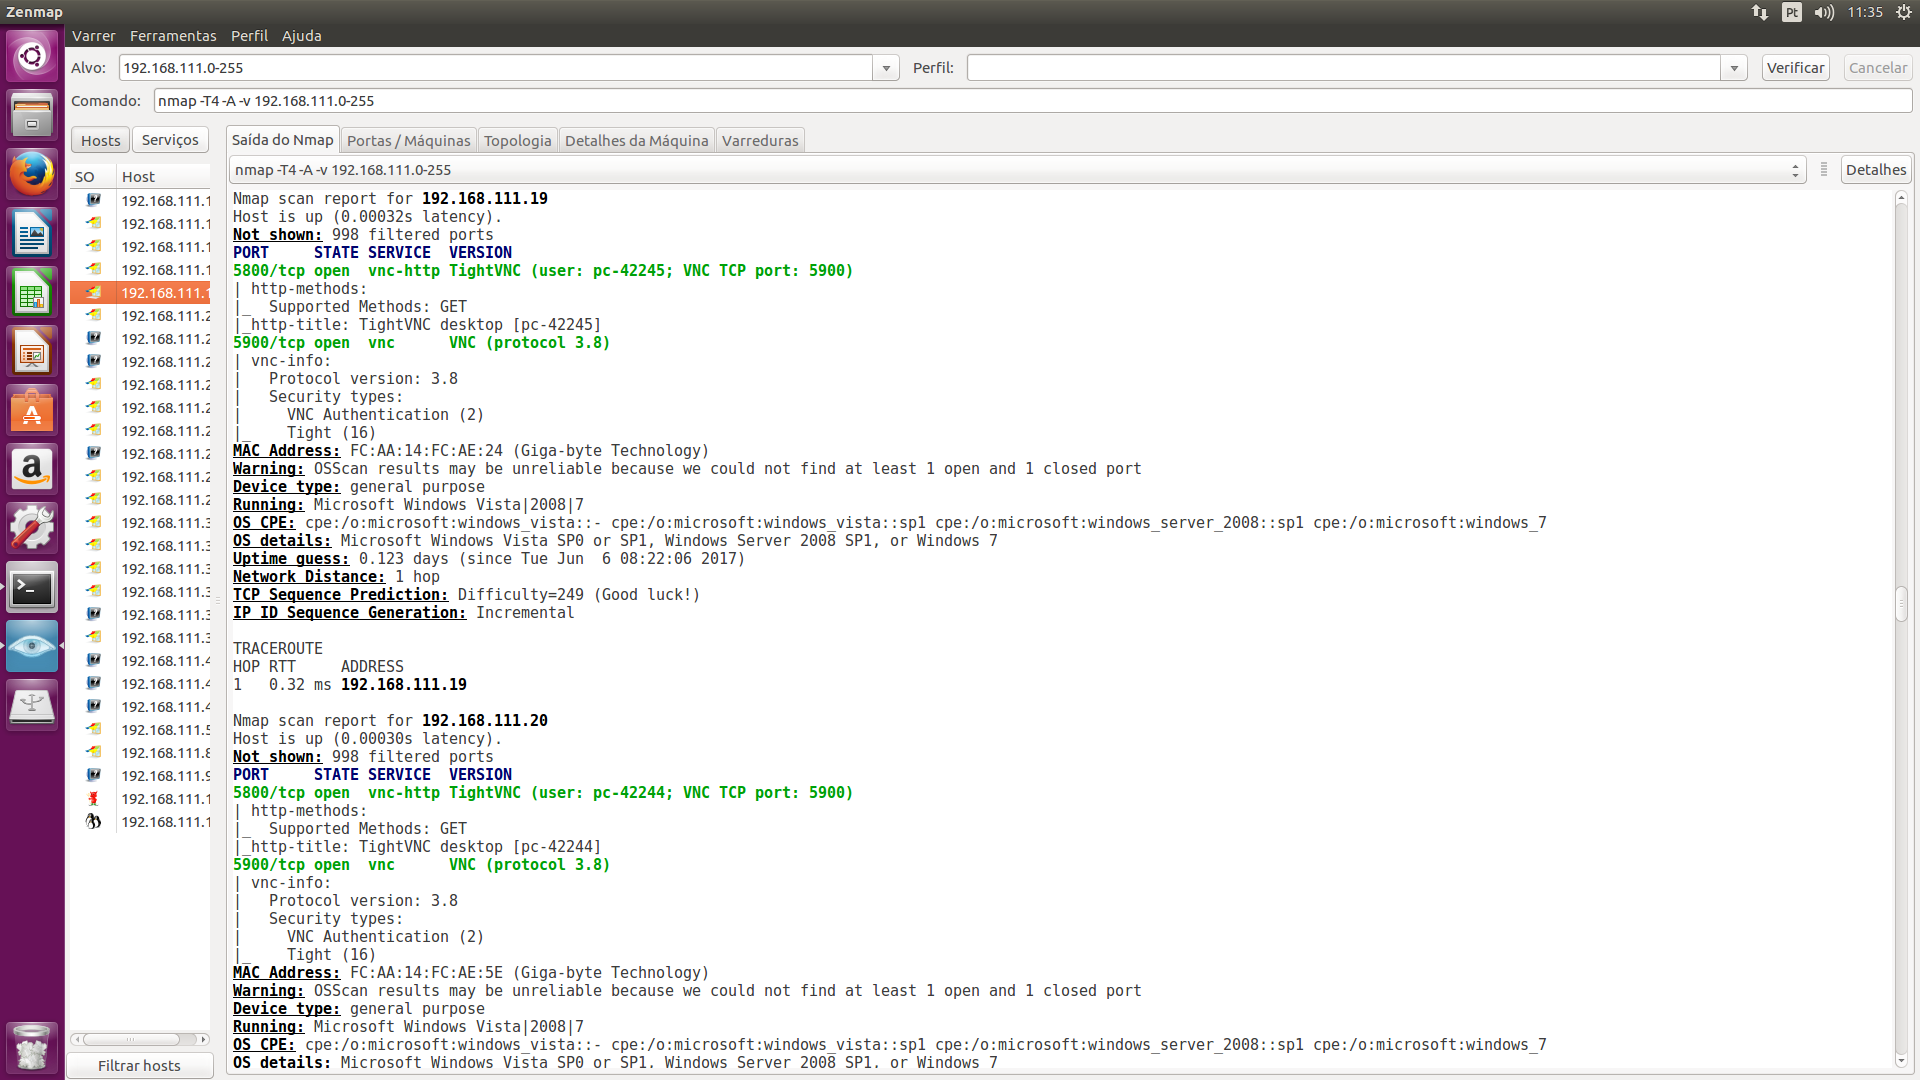 Zenmap
Pt
11:35
Varrer Ferramentas Perfil Ajuda
Alvo: 192.168.111.0-255 Perfil: Verificar Cancelar
Comando: nmap -T4 -A -v 192.168.111.0-255
Hosts Serviços
Saída do Nmap Portas / Máquinas Topologia Detalhes da Máquina Varreduras
nmap -T4 -A -v 192.168.111.0-255 Detalhes
SO Host
192.168.111.1
192.168.111.1
192.168.111.1
192.168.111.1
192.168.111.1
192.168.111.2
192.168.111.2
192.168.111.2
192.168.111.2
192.168.111.2
192.168.111.2
192.168.111.2
192.168.111.2
192.168.111.2
192.168.111.3
192.168.111.3
192.168.111.3
192.168.111.3
192.168.111.3
192.168.111.3
192.168.111.4
192.168.111.4
192.168.111.4
192.168.111.5
192.168.111.8
192.168.111.9
192.168.111.1
192.168.111.1
Filtrar hosts
Nmap scan report for 192.168.111.19
Host is up (0.00032s latency).
Not shown: 998 filtered ports
PORT     STATE SERVICE  VERSION
5800/tcp open  vnc-http TightVNC (user: pc-42245; VNC TCP port: 5900)
| http-methods:
|_  Supported Methods: GET
|_http-title: TightVNC desktop [pc-42245]
5900/tcp open  vnc      VNC (protocol 3.8)
| vnc-info:
|   Protocol version: 3.8
|   Security types:
|     VNC Authentication (2)
|_    Tight (16)
MAC Address: FC:AA:14:FC:AE:24 (Giga-byte Technology)
Warning: OSScan results may be unreliable because we could not find at least 1 open and 1 closed port
Device type: general purpose
Running: Microsoft Windows Vista|2008|7
OS CPE: cpe:/o:microsoft:windows_vista::- cpe:/o:microsoft:windows_vista::sp1 cpe:/o:microsoft:windows_server_2008::sp1 cpe:/o:microsoft:windows_7
OS details: Microsoft Windows Vista SP0 or SP1, Windows Server 2008 SP1, or Windows 7
Uptime guess: 0.123 days (since Tue Jun  6 08:22:06 2017)
Network Distance: 1 hop
TCP Sequence Prediction: Difficulty=249 (Good luck!)
IP ID Sequence Generation: Incremental
TRACEROUTE
HOP RTT     ADDRESS
1   0.32 ms 192.168.111.19
Nmap scan report for 192.168.111.20
Host is up (0.00030s latency).
Not shown: 998 filtered ports
PORT     STATE SERVICE  VERSION
5800/tcp open  vnc-http TightVNC (user: pc-42244; VNC TCP port: 5900)
| http-methods:
|_  Supported Methods: GET
|_http-title: TightVNC desktop [pc-42244]
5900/tcp open  vnc      VNC (protocol 3.8)
| vnc-info:
|   Protocol version: 3.8
|   Security types:
|     VNC Authentication (2)
|_    Tight (16)
MAC Address: FC:AA:14:FC:AE:5E (Giga-byte Technology)
Warning: OSScan results may be unreliable because we could not find at least 1 open and 1 closed port
Device type: general purpose
Running: Microsoft Windows Vista|2008|7
OS CPE: cpe:/o:microsoft:windows_vista::- cpe:/o:microsoft:windows_vista::sp1 cpe:/o:microsoft:windows_server_2008::sp1 cpe:/o:microsoft:windows_7
OS details: Microsoft Windows Vista SP0 or SP1, Windows Server 2008 SP1, or Windows 7